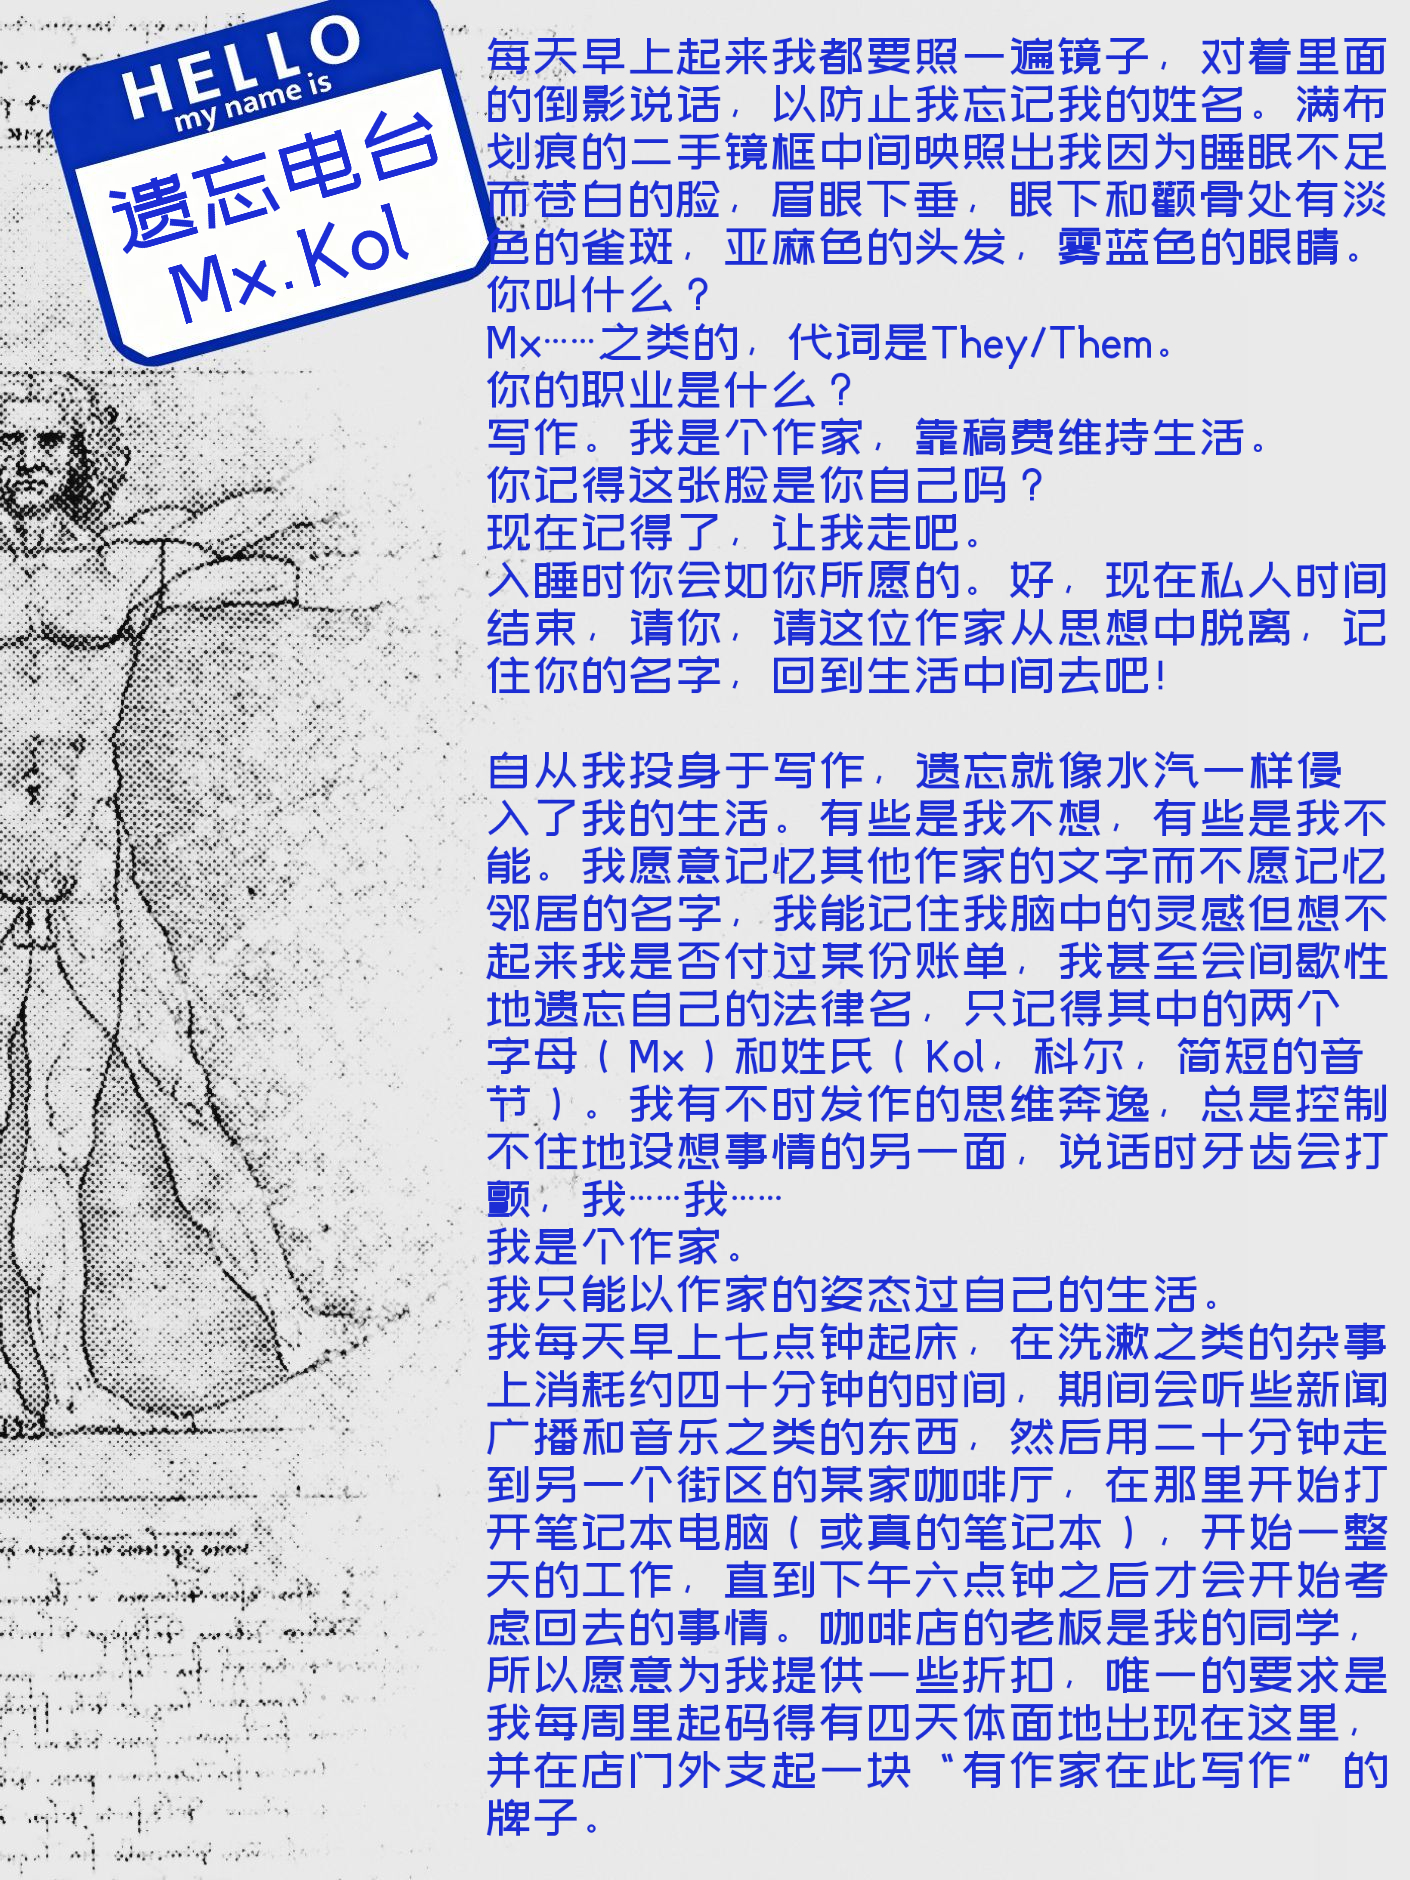 HELLO
my name is
遗忘电台
Mx.Kol
每天早上起来我都要照一遍镜子，对着里面
的倒影说话，以防止我忘记我的姓名。满布
划痕的二手镜框中间映照出我因为睡眠不足
而苍白的脸，眉眼下垂，眼下和颧骨处有淡
色的雀斑，亚麻色的头发，雾蓝色的眼睛。
你叫什么？
Mx……之类的，代词是They/Them。
你的职业是什么？
写作。我是个作家，靠稿费维持生活。
你记得这张脸是你自己吗？
现在记得了，让我走吧。
入睡时你会如你所愿的。好，现在私人时间
结束，请你，请这位作家从思想中脱离，记
住你的名字，回到生活中间去吧!
自从我投身于写作，遗忘就像水汽一样侵
入了我的生活。有些是我不想，有些是我不
能。我愿意记忆其他作家的文字而不愿记忆
邻居的名字，我能记住我脑中的灵感但想不
起来我是否付过某份账单，我甚至会间歇性
地遗忘自己的法律名，只记得其中的两个
字母（Mx）和姓氏（Kol，科尔，简短的音
节）。我有不时发作的思维奔逸，总是控制
不住地设想事情的另一面，说话时牙齿会打
颤，我……我……
我是个作家。
我只能以作家的姿态过自己的生活。
我每天早上七点钟起床，在洗漱之类的杂事
上消耗约四十分钟的时间，期间会听些新闻
广播和音乐之类的东西，然后用二十分钟走
到另一个街区的某家咖啡厅，在那里开始打
开笔记本电脑（或真的笔记本），开始一整
天的工作，直到下午六点钟之后才会开始考
虑回去的事情。咖啡店的老板是我的同学，
所以愿意为我提供一些折扣，唯一的要求是
我每周里起码得有四天体面地出现在这里，
并在店门外支起一块“有作家在此写作”的
牌子。